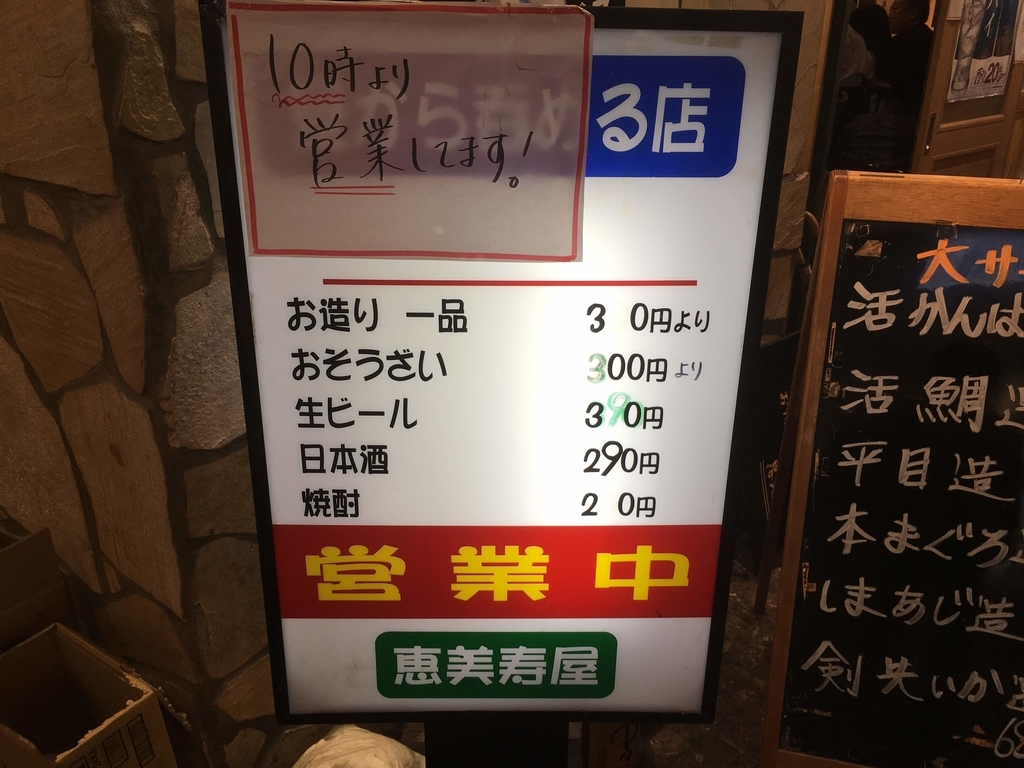 10時より
営業してます!
る店
お造り 一品 3 0円より
おそうざい 300円より
生ビール 390円
日本酒 290円
焼酎 2 0円
営業中
恵美寿屋
大サ
活かんぱ
活鯛造
平目造
本まぐろ
しまあじ造
剣先いか造
68